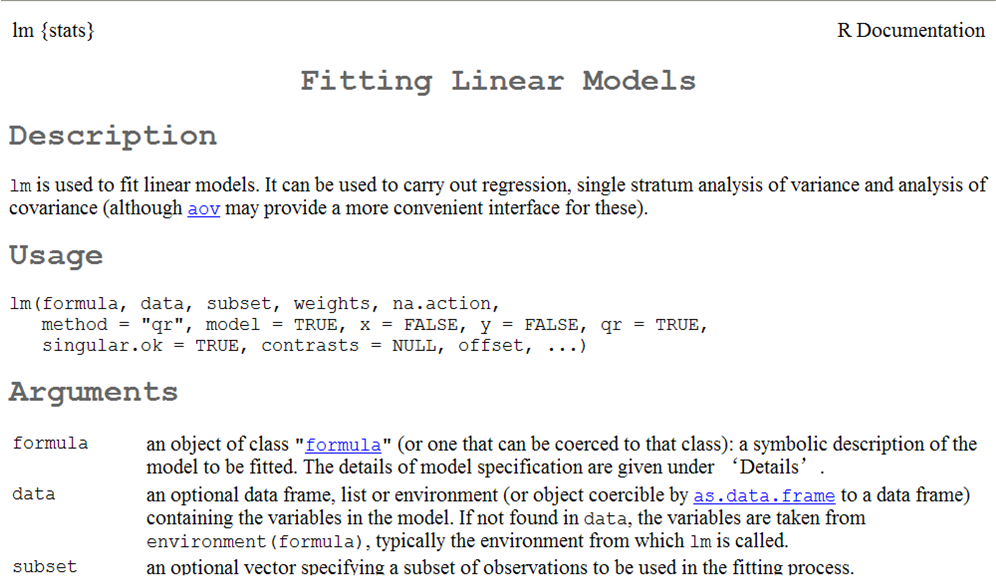 lm {stats} R Documentation
Fitting Linear Models
Description
lm is used to fit linear models. It can be used to carry out regression, single stratum analysis of variance and analysis of
covariance (although aov may provide a more convenient interface for these).
Usage
lm(formula, data, subset, weights, na.action,
   method = "qr", model = TRUE, x = FALSE, y = FALSE, qr = TRUE,
   singular.ok = TRUE, contrasts = NULL, offset, ...)
Arguments
formula an object of class "formula" (or one that can be coerced to that class): a symbolic description of the
model to be fitted. The details of model specification are given under ‘Details’.
data an optional data frame, list or environment (or object coercible by as.data.frame to a data frame)
containing the variables in the model. If not found in data, the variables are taken from
environment(formula), typically the environment from which lm is called.
subset an optional vector specifying a subset of observations to be used in the fitting process.